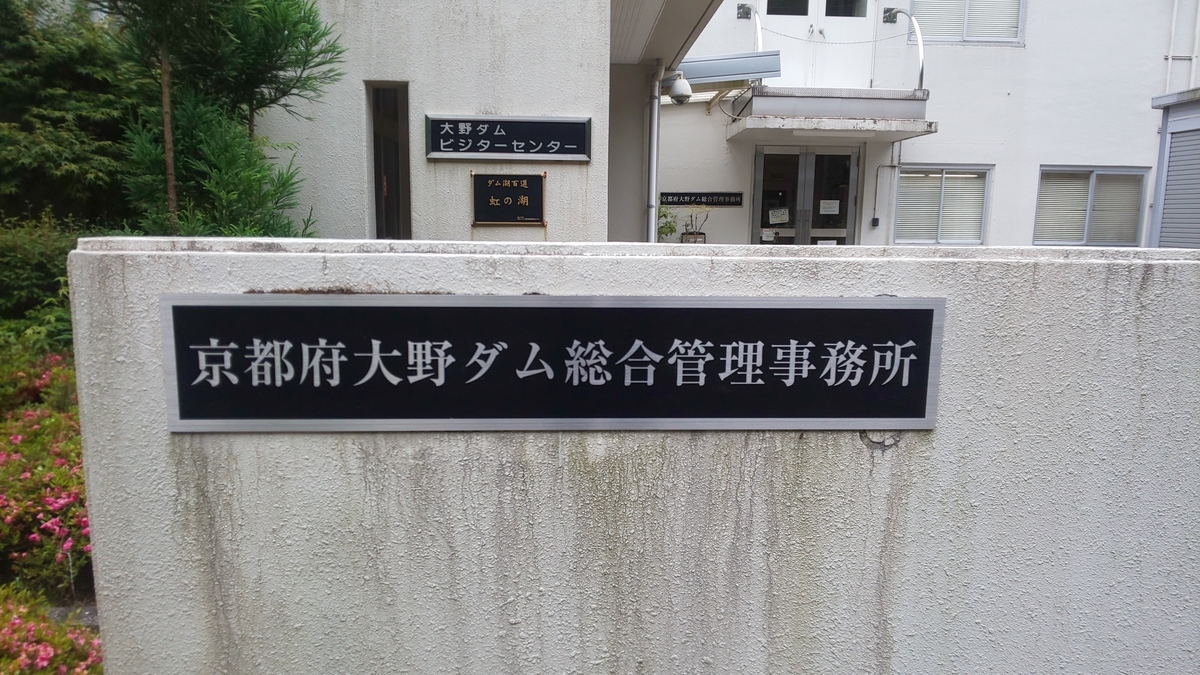 大野ダム
ビジターセンター
ダム湖百選
虹の湖
京都府大野ダム総合管理事務所
京都府大野ダム総合管理事務所